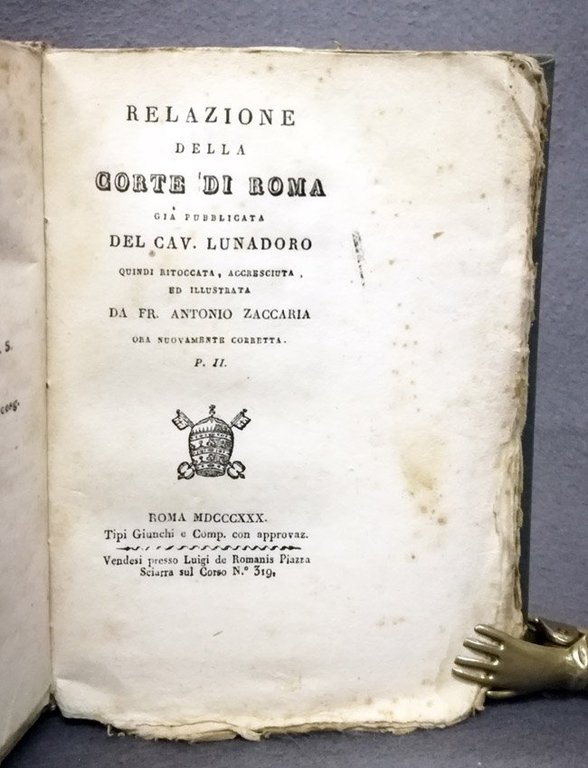 RELAZIONE
DELLA
CORTE DI ROMA
GIÀ PUBBLICATA
DEL CAV. LUNADORO
QUINDI RITOCCATA, ACCRESCIUTA,
ED ILLUSTRATA
DA FR. ANTONIO ZACCARIA
ORA NUOVAMENTE CORRETTA.
P. II.
ROMA MDCCCXXX.
Tipi Giunchi e Comp. con approvaz.
Vendesi presso Luigi de Romanis Piazza
Sciarra sul Corso N.º 319.
S.